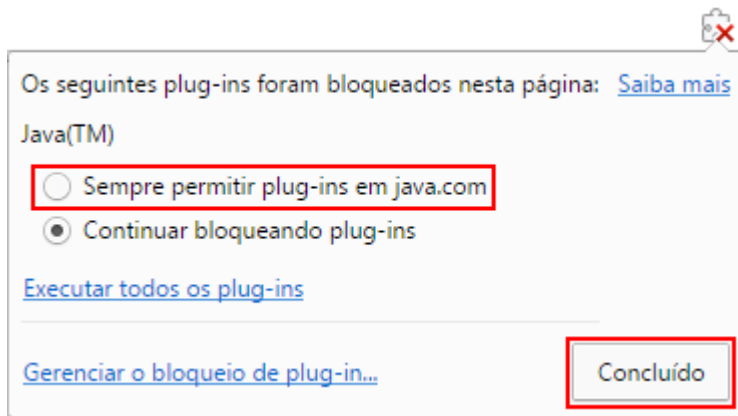 Os seguintes plug-ins foram bloqueados nesta página: Saiba mais
Java(TM)
Sempre permitir plug-ins em java.com
Continuar bloqueando plug-ins
Executar todos os plug-ins
Gerenciar o bloqueio de plug-in... Concluído